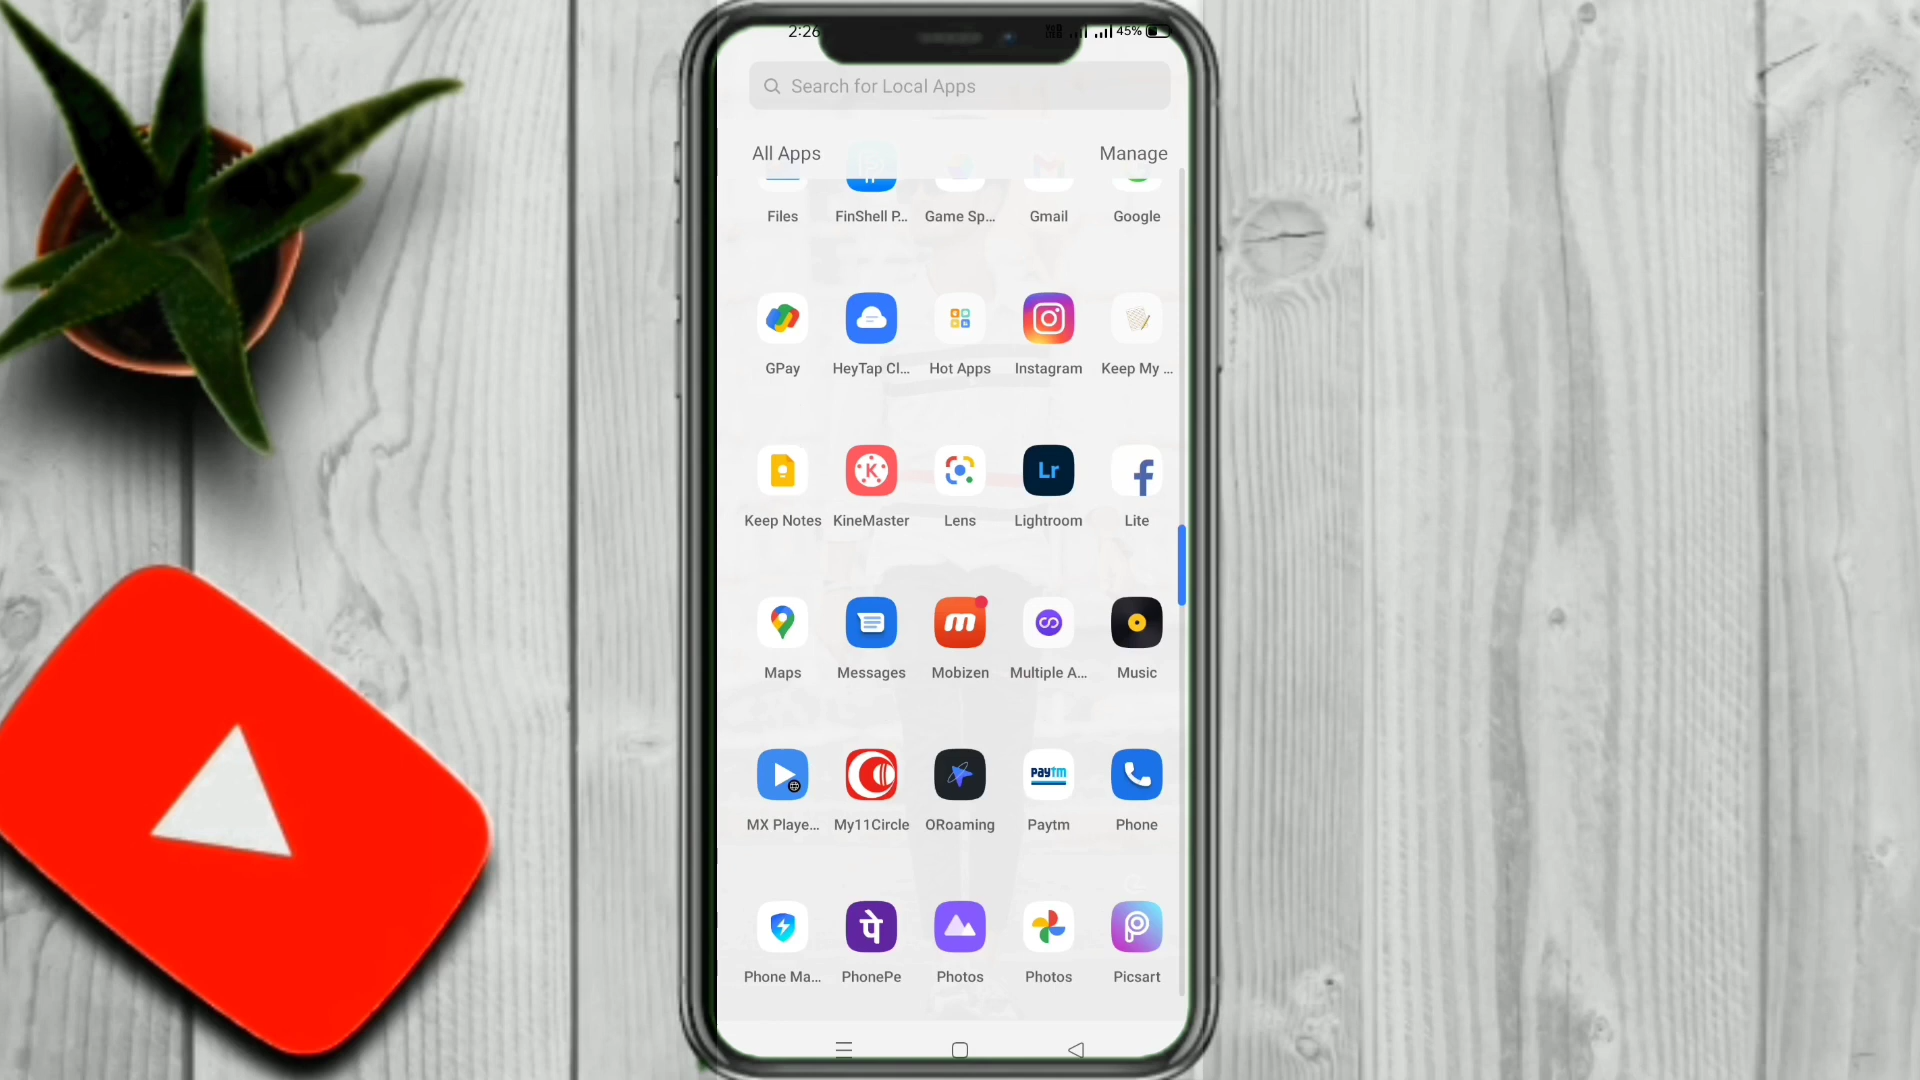 2:26
45%
Search for Local Apps
All Apps
Manage
Files
FinShell P...
Game Sp...
Gmail
Google
GPay
HeyTap Cl...
Hot Apps
Instagram
Keep My ...
K
Lr
Keep Notes
KineMaster
Lens
Lightroom
Lite
m
Maps
Messages
Mobizen
Multiple A...
Music
paytm
MX Playe...
My11Circle
ORoaming
Paytm
Phone
पे
Phone Ma...
PhonePe
Photos
Photos
Picsart